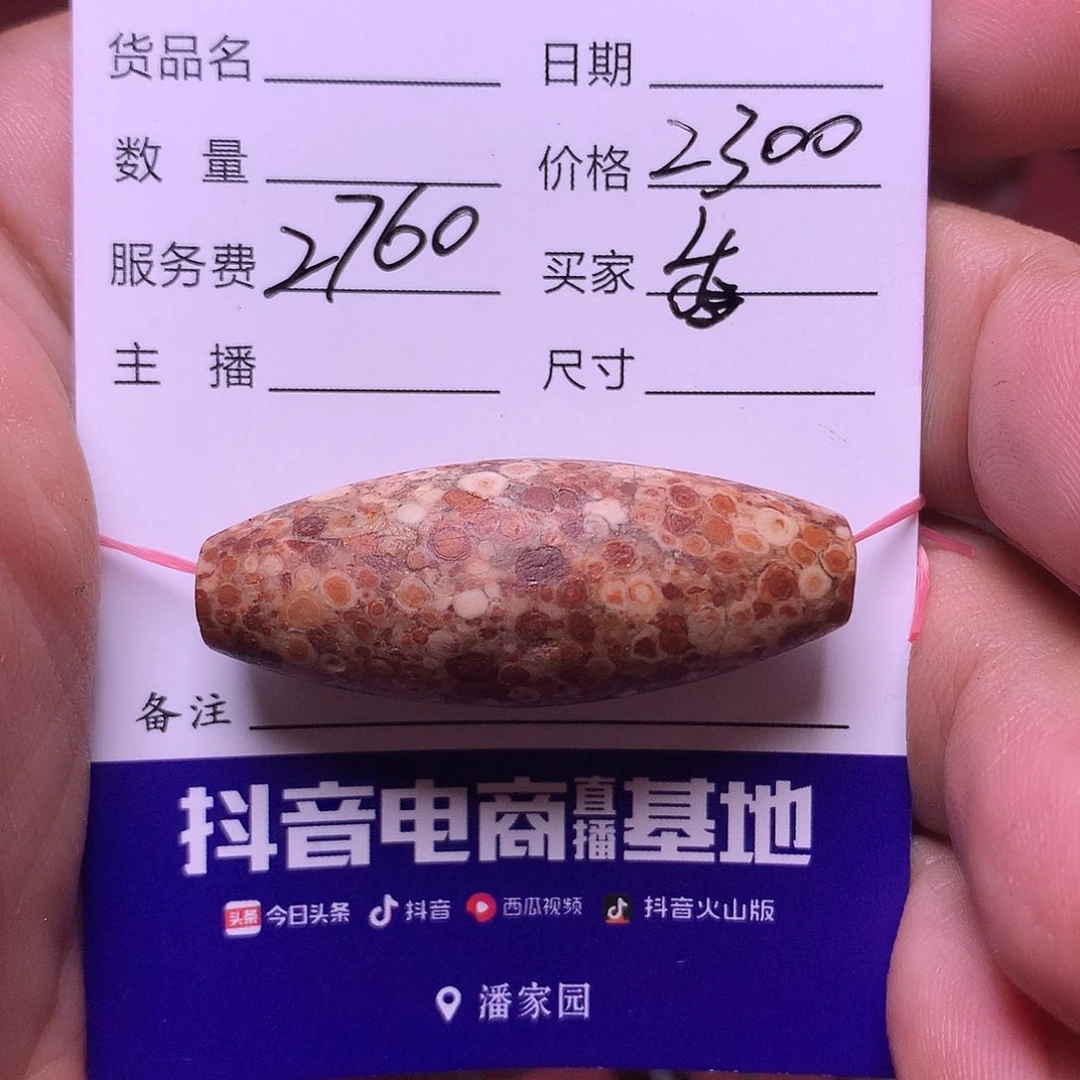 货品名 日期
数 量 价格 2300
服务费 2760 买家
主 播 尺寸
备注
抖音电商直播基地
头条 今日头条 抖音 西瓜视频 抖音火山版
潘家园